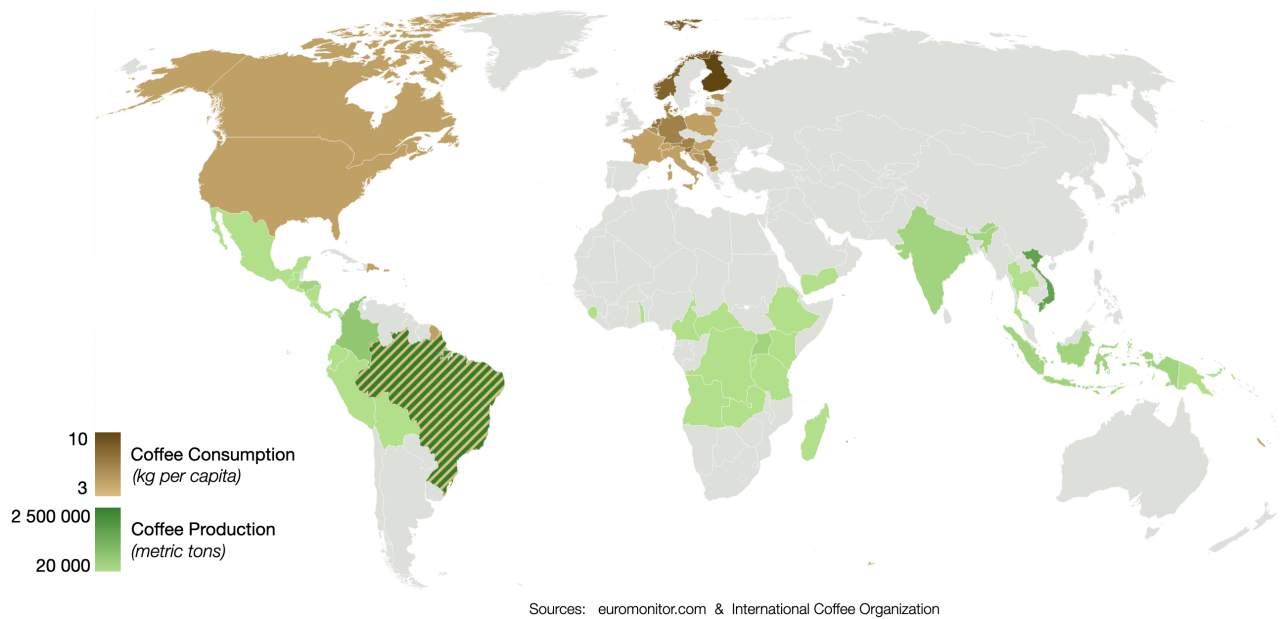 10
Coffee Consumption
(kg per capita)
3
2 500 000
Coffee Production
(metric tons)
20 000
Sources: euromonitor.com & International Coffee Organization